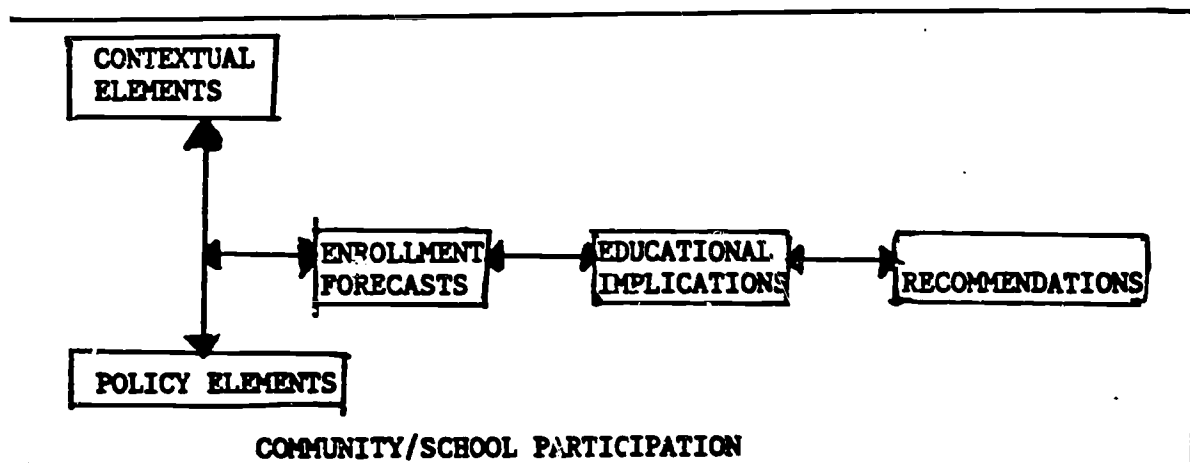 CONTEXTUAL
ELEMENTS
ENROLLMENT
FORECASTS
EDUCATIONAL
IMPLICATIONS
RECOMMENDATIONS
POLICY ELEMENTS
COMMUNITY/SCHOOL PARTICIPATION